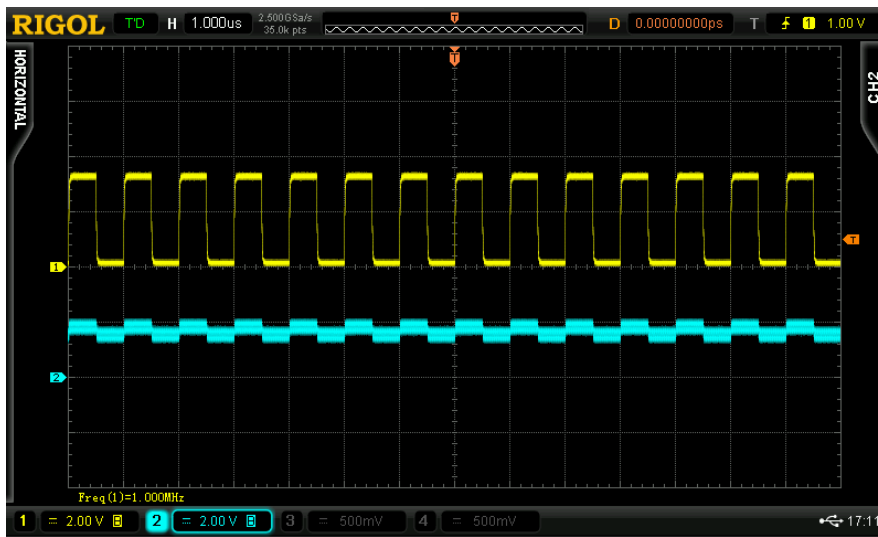 RIGOL T'D H 1.000us 2.500GSa/s D 0.00000000ps T 1 1.00 V
35.0k pts
T
T
HORIZONTAL
CH2
T
1
2
Freq(1)=1.000MHz
1 = 2.00 V B 2 = 2.00 V B 3 = 500mV 4 = 500mV 17:11